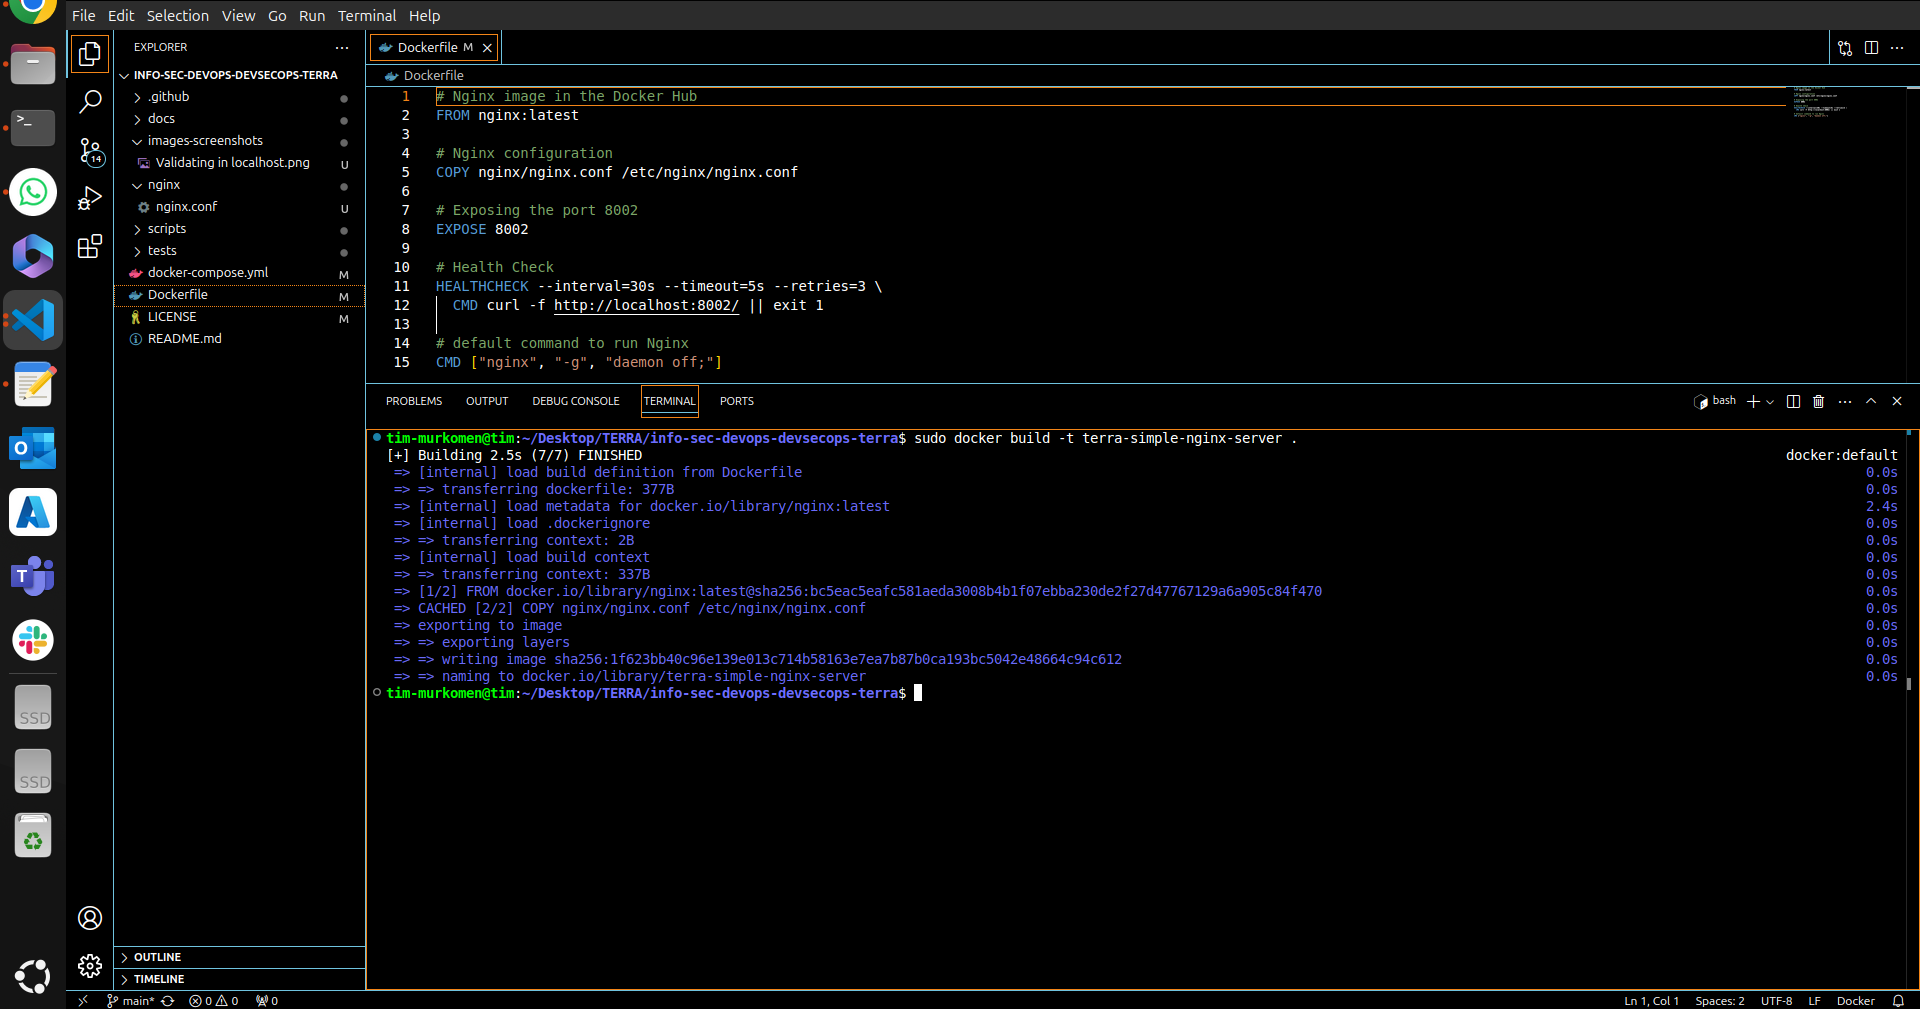 File Edit Selection View Go Run Terminal Help
EXPLORER
INFO-SEC-DEVOPS-DEVSECOPS-TERRA
.github
docs
images-screenshots
Validating in localhost.png U
nginx
nginx.conf U
scripts
tests
docker-compose.yml M
Dockerfile M
LICENSE M
README.md
OUTLINE
TIMELINE
14
Dockerfile M
Dockerfile
1 # Nginx image in the Docker Hub
2 FROM nginx:latest
3
4 # Nginx configuration
5 COPY nginx/nginx.conf /etc/nginx/nginx.conf
6
7 # Exposing the port 8002
8 EXPOSE 8002
9
10 # Health Check
11 HEALTHCHECK --interval=30s --timeout=5s --retries=3 \
12 CMD curl -f http://localhost:8002/ || exit 1
13
14 # default command to run Nginx
15 CMD ["nginx", "-g", "daemon off;"]
PROBLEMS OUTPUT DEBUG CONSOLE TERMINAL PORTS
bash
tim-murkomen@tim:~/Desktop/TERRA/info-sec-devops-devsecops-terra$ sudo docker build -t terra-simple-nginx-server .
[+] Building 2.5s (7/7) FINISHED docker:default
=> [internal] load build definition from Dockerfile 0.0s
=> => transferring dockerfile: 377B 0.0s
=> [internal] load metadata for docker.io/library/nginx:latest 2.4s
=> [internal] load .dockerignore 0.0s
=> => transferring context: 2B 0.0s
=> [internal] load build context 0.0s
=> => transferring context: 337B 0.0s
=> [1/2] FROM docker.io/library/nginx:latest@sha256:bc5eac5eafc581aeda3008b4b1f07ebba230de2f27d47767129a6a905c84f470 0.0s
=> CACHED [2/2] COPY nginx/nginx.conf /etc/nginx/nginx.conf 0.0s
=> exporting to image 0.0s
=> => exporting layers 0.0s
=> => writing image sha256:1f623bb40c96e139e013c714b58163e7ea7b87b0ca193bc5042e48664c94c612 0.0s
=> => naming to docker.io/library/terra-simple-nginx-server 0.0s
tim-murkomen@tim:~/Desktop/TERRA/info-sec-devops-devsecops-terra$
SSD
SSD
main* 0 0 0
Ln 1, Col 1 Spaces: 2 UTF-8 LF Docker